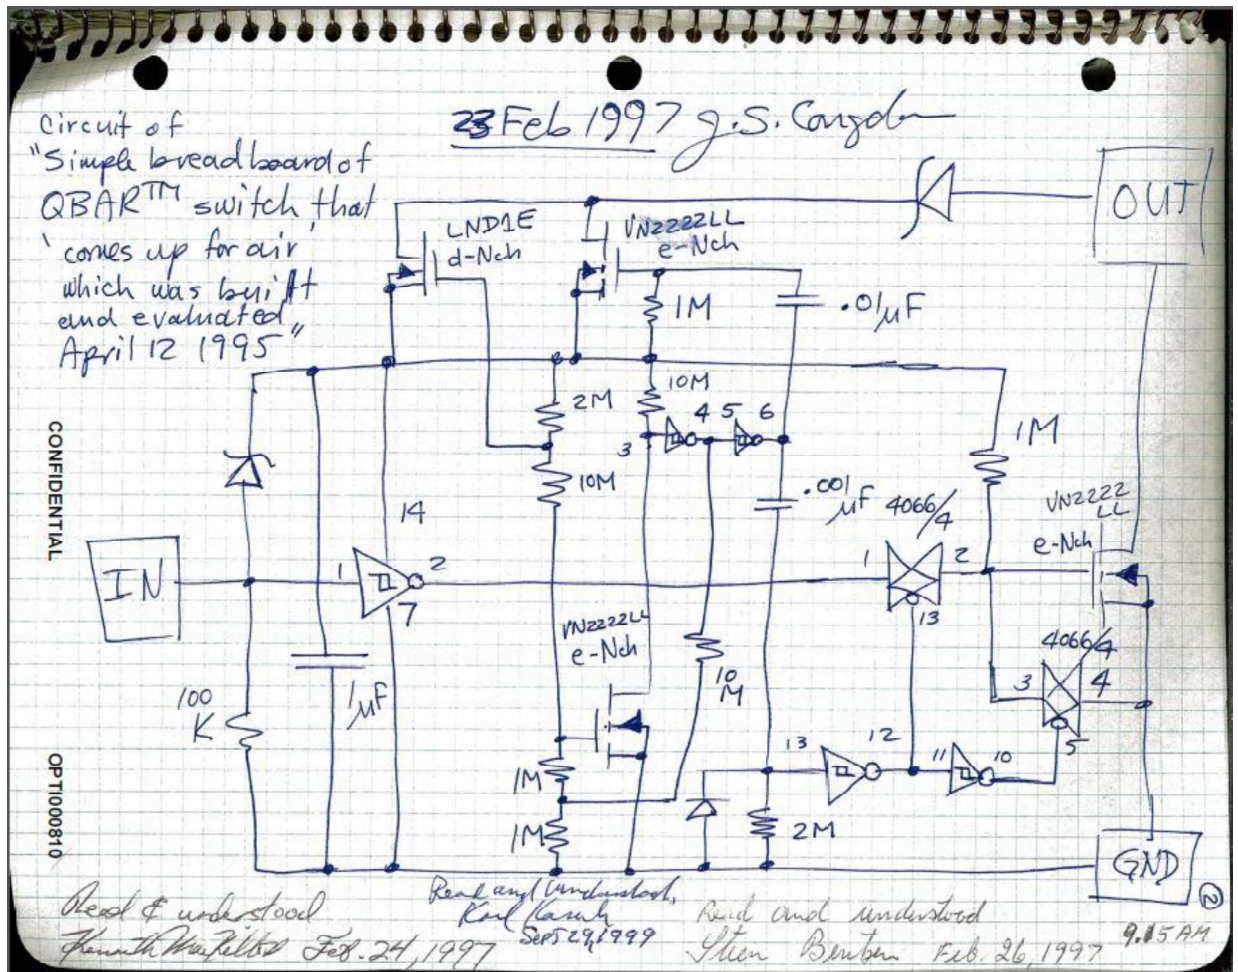 23 Feb 1997 J.S. Congdon
Circuit of
"Simple breadboard of
QBAR™ switch that
'comes up for air'
which was built
and evaluated
April 12 1995"
OUT
LND1E
d-Nch
VN2222LL
e-Nch
1M
.01μF
2M
10M
3
4
5
6
10M
1M
.001
μF
4066/4
VN2222
LL
e-Nch
14
IN
1
2
7
1
2
13
VN2222LL
e-Nch
4066/4
3
4
5
100
K
1μF
10
M
13
12
11
10
1M
1M
2M
GND
2
CONFIDENTIAL
OPTI000810
Read & understood
Feb. 24, 1997
Read and Understood,
Karl
Sept 29, 1999
Read and understood
Feb. 26, 1997
9:15 AM